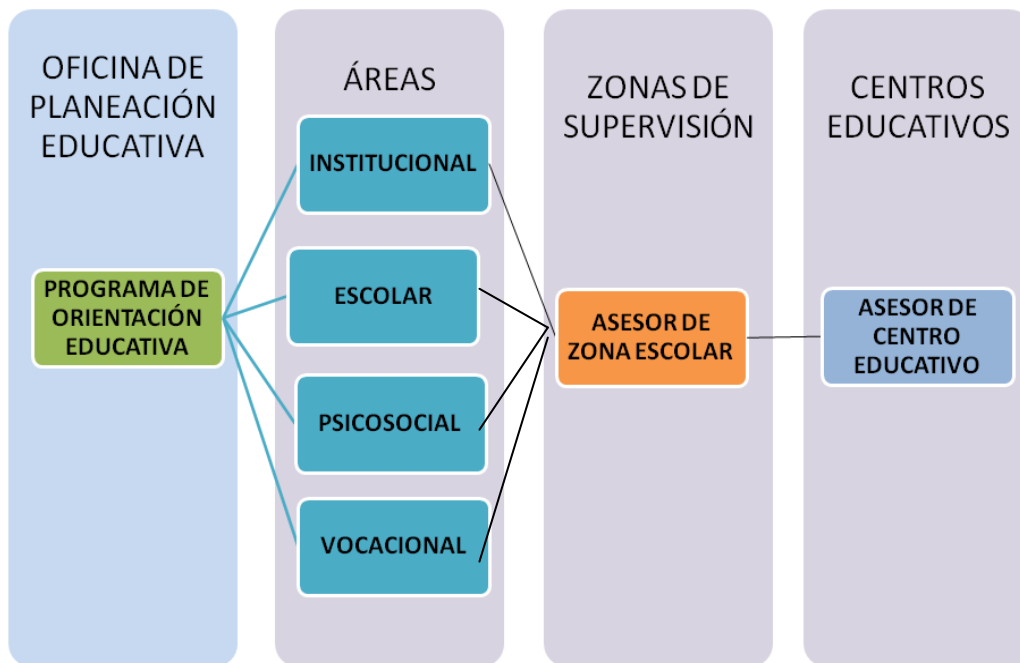 OFICINA DE
PLANEACIÓN
EDUCATIVA
PROGRAMA DE
ORIENTACIÓN
EDUCATIVA
ÁREAS
INSTITUCIONAL
ESCOLAR
PSICOSOCIAL
VOCACIONAL
ZONAS DE
SUPERVISIÓN
ASESOR DE
ZONA ESCOLAR
CENTROS
EDUCATIVOS
ASESOR DE
CENTRO
EDUCATIVO